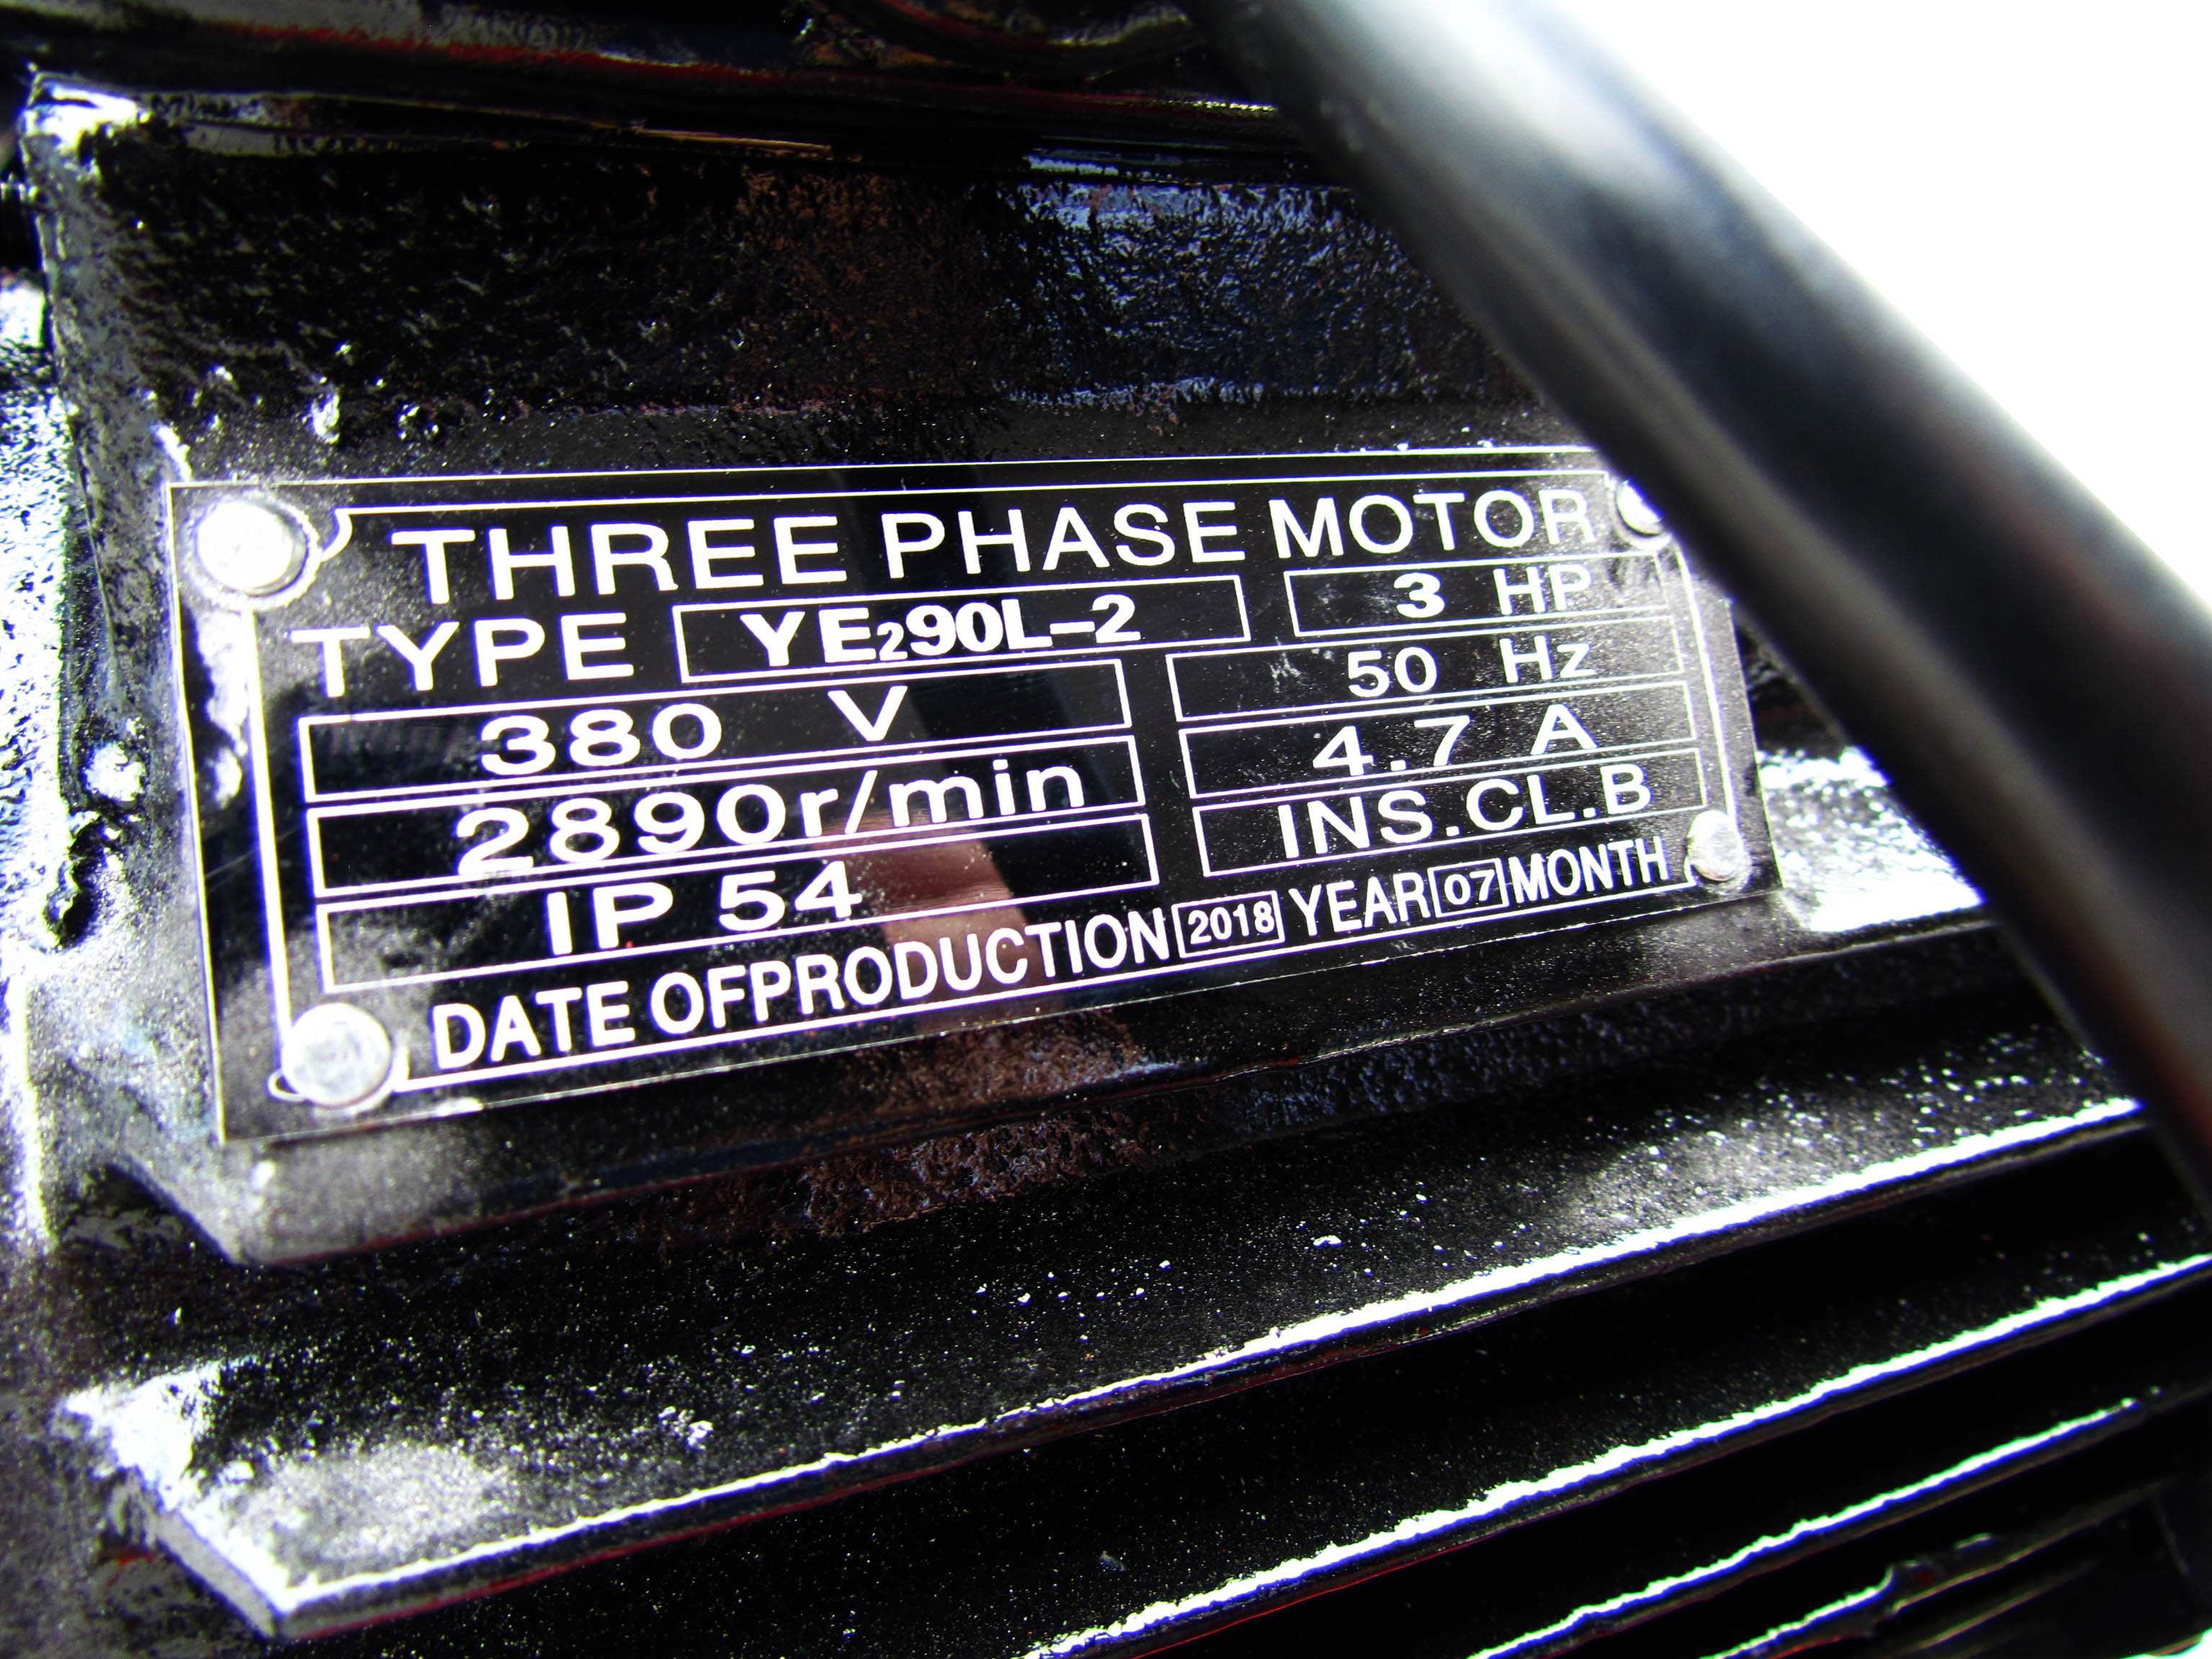 THREE PHASE MOTOR
TYPE YE₂90L-2 3 HP
380 V 50 Hz
2890r/min 4.7 A
IP 54 INS.CL.B
DATE OFPRODUCTION 2018 YEAR 07 MONTH